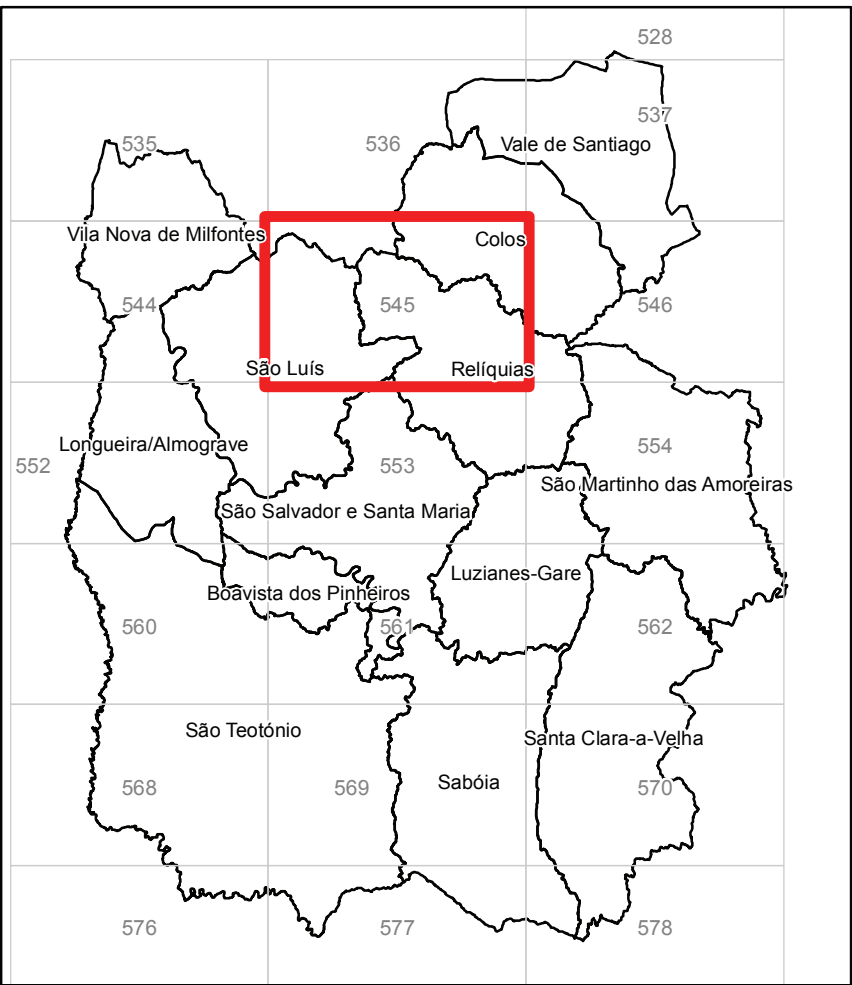 528
537
535
536
Vale de Santiago
Vila Nova de Milfontes
Colos
544
545
546
São Luís
Relíquias
Longueira/Almograve
554
552
553
São Martinho das Amoreiras
São Salvador e Santa Maria
Luzianes-Gare
Boavista dos Pinheiros
560
561
562
São Teotónio
Santa Clara-a-Velha
Sabóia
568
569
570
576
577
578